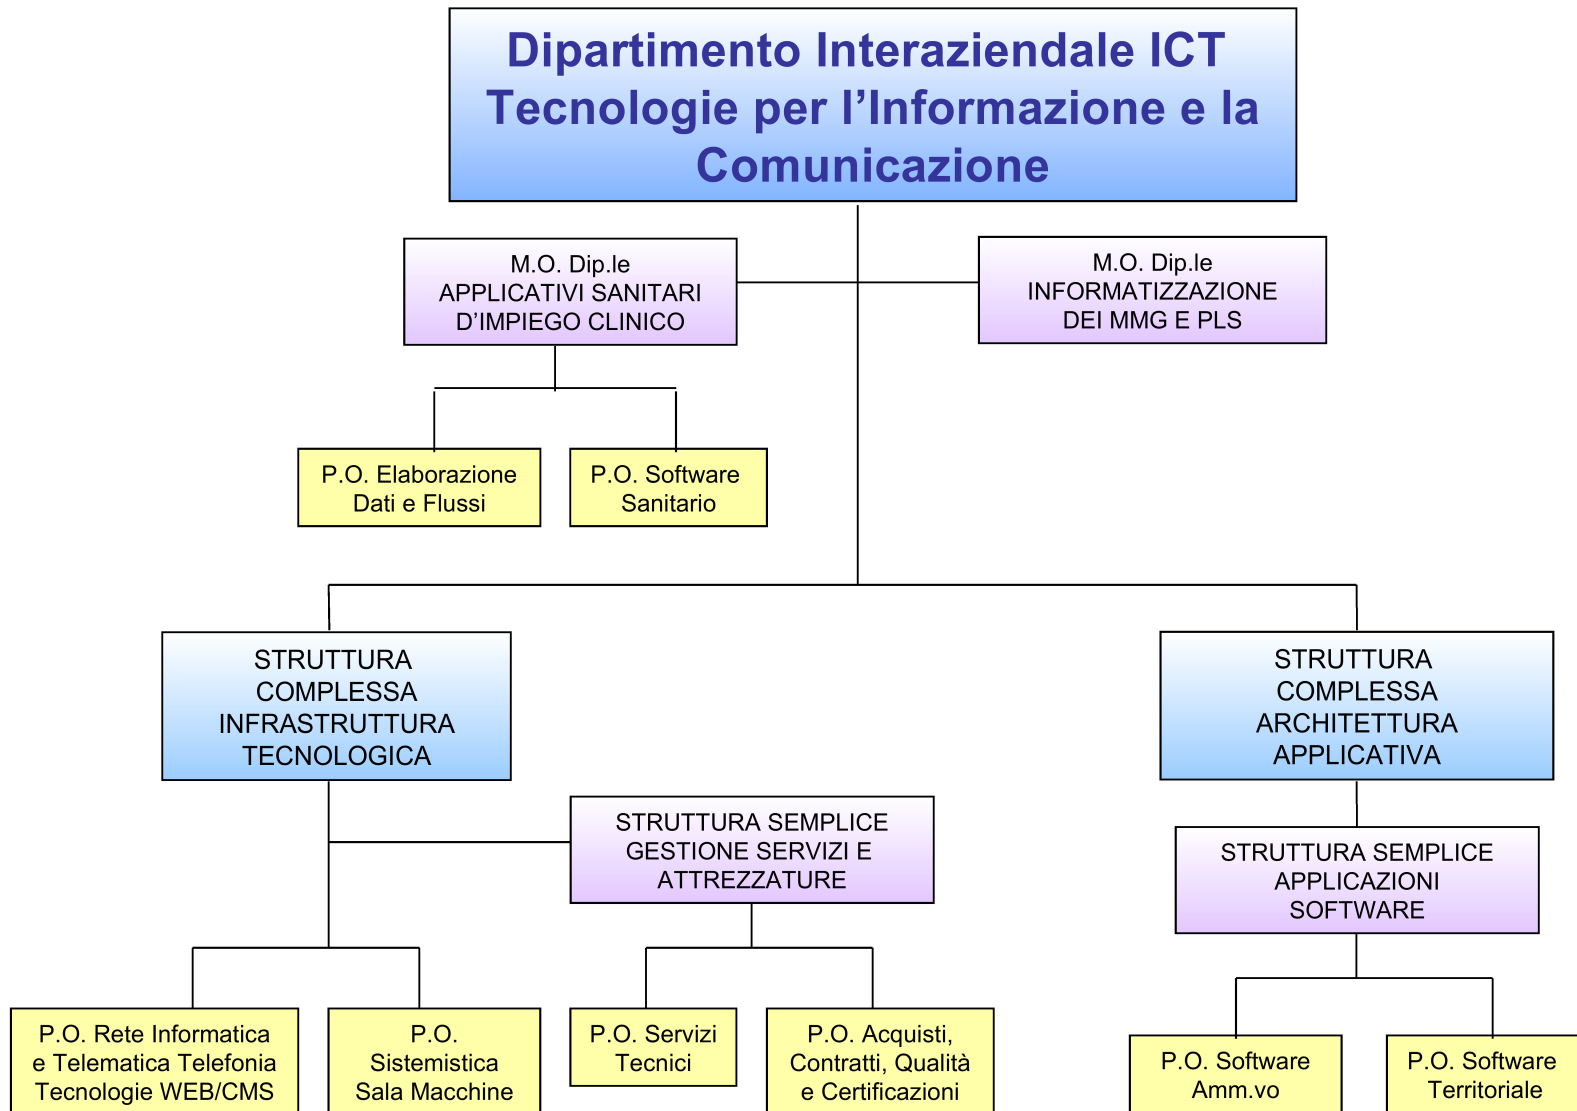 Dipartimento Interaziendale ICT
Tecnologie per l’Informazione e la
Comunicazione
M.O. Dip.le
APPLICATIVI SANITARI
D’IMPIEGO CLINICO
M.O. Dip.le
INFORMATIZZAZIONE
DEI MMG E PLS
P.O. Elaborazione
Dati e Flussi
P.O. Software
Sanitario
STRUTTURA
COMPLESSA
INFRASTRUTTURA
TECNOLOGICA
STRUTTURA
COMPLESSA
ARCHITETTURA
APPLICATIVA
STRUTTURA SEMPLICE
GESTIONE SERVIZI E
ATTREZZATURE
STRUTTURA SEMPLICE
APPLICAZIONI
SOFTWARE
P.O. Rete Informatica
e Telematica Telefonia
Tecnologie WEB/CMS
P.O.
Sistemistica
Sala Macchine
P.O. Servizi
Tecnici
P.O. Acquisti,
Contratti, Qualità
e Certificazioni
P.O. Software
Amm.vo
P.O. Software
Territoriale